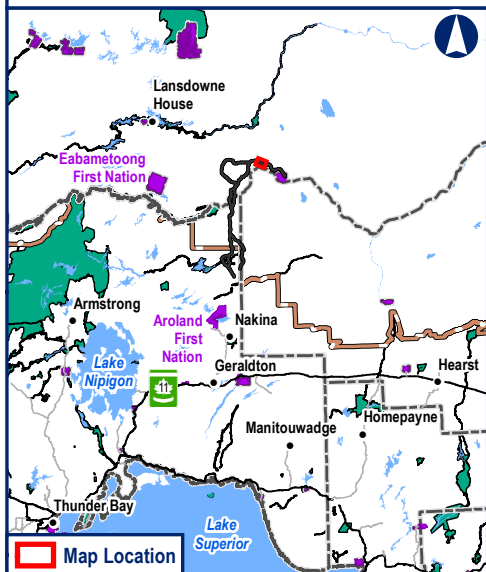 Lansdowne
House
Eabametoong
First Nation
Armstrong
Aroland
First
Nation
Nakina
Lake
Nipigon
Geraldton
11
Hearst
Manitouwadge
Homepayne
Thunder Bay
Lake
Superior
Map Location